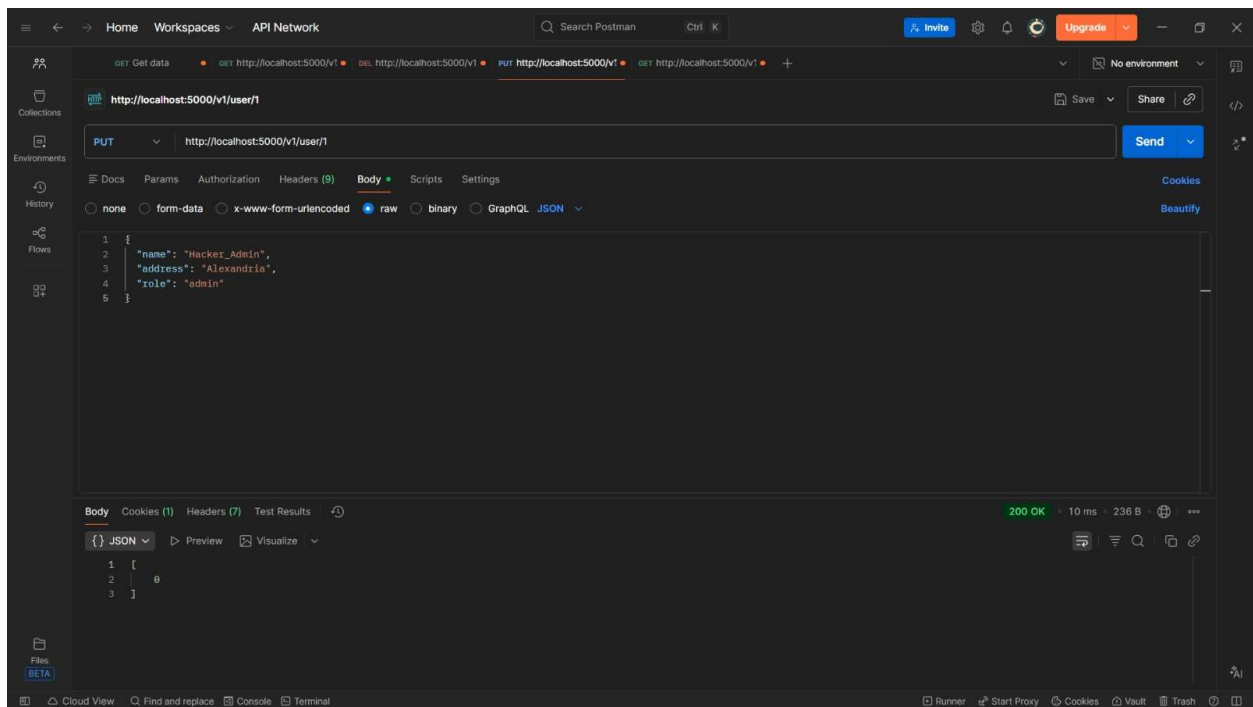 Home Workspaces API Network Search Postman Ctrl K Invite Upgrade
GET Get data GET http://localhost:5000/v1 DEL http://localhost:5000/v1 PUT http://localhost:5000/v1 GET http://localhost:5000/v1 No environment
Collections
Environments
History
Flows
Files
BETA
HTTP http://localhost:5000/v1/user/1 Save Share
PUT http://localhost:5000/v1/user/1 Send
Docs Params Authorization Headers (9) Body Scripts Settings Cookies
none form-data x-www-form-urlencoded raw binary GraphQL JSON Beautify
1 {
2 "name": "Hacker_Admin",
3 "address": "Alexandria",
4 "role": "admin"
5 }
Body Cookies (1) Headers (7) Test Results 200 OK 10 ms 236 B
{} JSON Preview Visualize
1 [
2 0
3 ]
AI
Cloud View Find and replace Console Terminal Runner Start Proxy Cookies Vault Trash